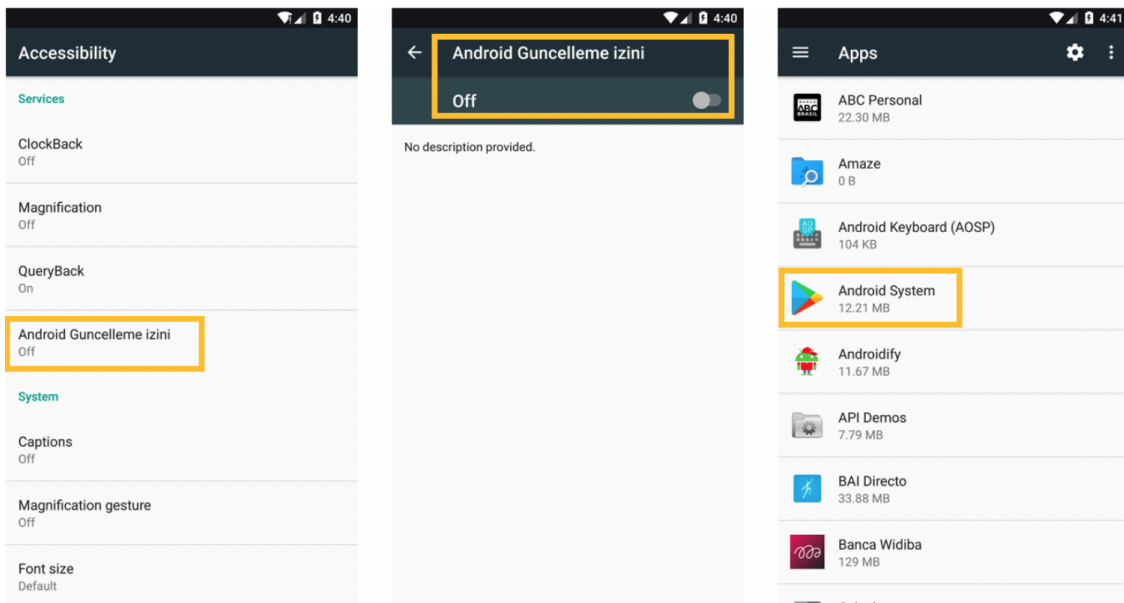 4:40
Accessibility
Services
ClockBack
Off
Magnification
Off
QueryBack
On
Android Guncelleme izini
Off
System
Captions
Off
Magnification gesture
Off
Font size
Default
4:40
Android Guncelleme izini
Off
No description provided.
4:41
Apps
ABC BRASIL
ABC Personal
22.30 MB
Amaze
0 B
Android Keyboard (AOSP)
104 KB
Android System
12.21 MB
Androidify
11.67 MB
API Demos
7.79 MB
BAI Directo
33.88 MB
Banca Widiba
129 MB